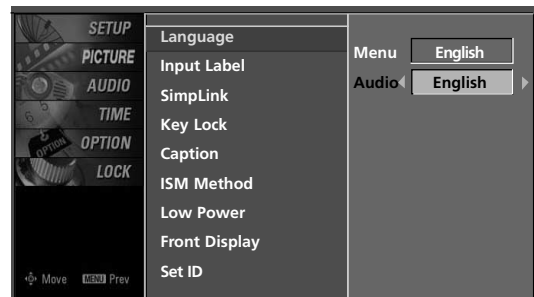 SETUP
PICTURE
AUDIO
TIME
OPTION
LOCK
Move MENU Prev
Language
Input Label
SimpLink
Key Lock
Caption
ISM Method
Low Power
Front Display
Set ID
Menu English
Audio English